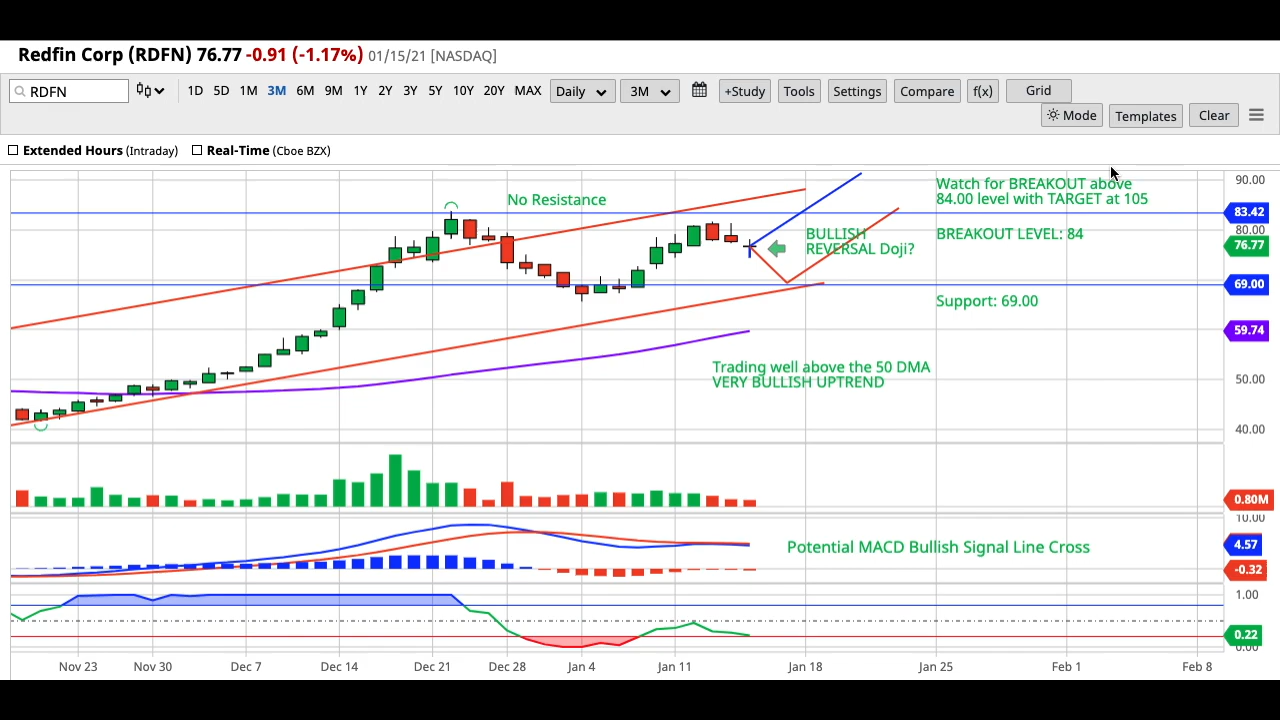 Redfin Corp (RDFN) 76.77 -0.91 (-1.17%) 01/15/21 [NASDAQ]
RDFN 1D 5D 1M 3M 6M 9M 1Y 2Y 3Y 5Y 10Y 20Y MAX Daily 3M +Study Tools Settings Compare f(x) Grid
Mode Templates Clear
Extended Hours (Intraday) Real-Time (Cboe BZX)
Watch for BREAKOUT above
84.00 level with TARGET at 105
90.00
No Resistance
83.42
BULLISH
REVERSAL Doji?
BREAKOUT LEVEL: 84
80.00
76.77
69.00
Support: 69.00
59.74
Trading well above the 50 DMA
VERY BULLISH UPTREND
50.00
40.00
0.80M
10.00
Potential MACD Bullish Signal Line Cross
4.57
-0.32
1.00
0.22
0.00
Nov 23 Nov 30 Dec 7 Dec 14 Dec 21 Dec 28 Jan 4 Jan 11 Jan 18 Jan 25 Feb 1 Feb 8